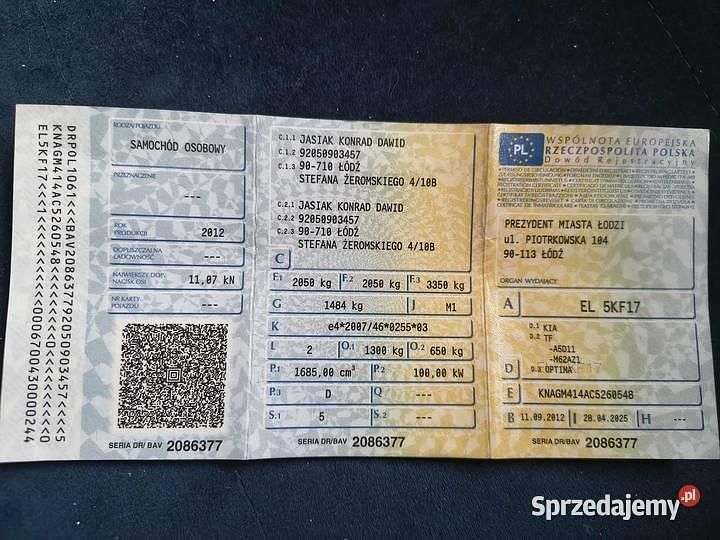 DRPOL1061<<BAV2086377920509034575<<<5
KNAGM414AC5260548<<<<<<<<0<<<<<<<<<0
EL5KF17<<<1<<<<<<<<<0006700430000244
RODZAJ POJAZDU
SAMOCHÓD OSOBOWY
PRZEZNACZENIE
---
ROK PRODUKCJI 2012
DOPUSZCZALNA ŁADOWNOŚĆ ---
NAJWIĘKSZY DOP. NACISK OSI 11,07 kN
NR KARTY POJAZDU ---
SERIA DR/BAV 2086377
C.1.1 JASIAK KONRAD DAWID
C.1.2 92050903457
C.1.3 90-710 ŁÓDŹ
STEFANA ŻEROMSKIEGO 4/10B
C.2.1 JASIAK KONRAD DAWID
C.2.2 92050903457
C.2.3 90-710 ŁÓDŹ
STEFANA ŻEROMSKIEGO 4/10B
C
F.1 2050 kg F.2 2050 kg F.3 3350 kg
G 1484 kg J M1
K e4*2007/46*0255*03
L 2 O.1 1300 kg O.2 650 kg
P.1 1685,00 cm³ P.2 100,00 kW
P.3 D Q ---
S.1 5 S.2 ---
SERIA DR/BAV 2086377
PL
WSPÓLNOTA EUROPEJSKA
RZECZPOSPOLITA POLSKA
Dowód Rejestracyjny
PREZYDENT MIASTA ŁODZI
ul. PIOTRKOWSKA 104
90-113 ŁÓDŹ
ORGAN WYDAJĄCY
A EL 5KF17
D.1 KIA
D.2 TF
-A5D11
-M62AZ1
D D.3 OPTIMA
E KNAGM414AC5260548
B 11.09.2012 I 28.04.2025 H ---
SERIA DR/BAV 2086377
Sprzedajemy.pl